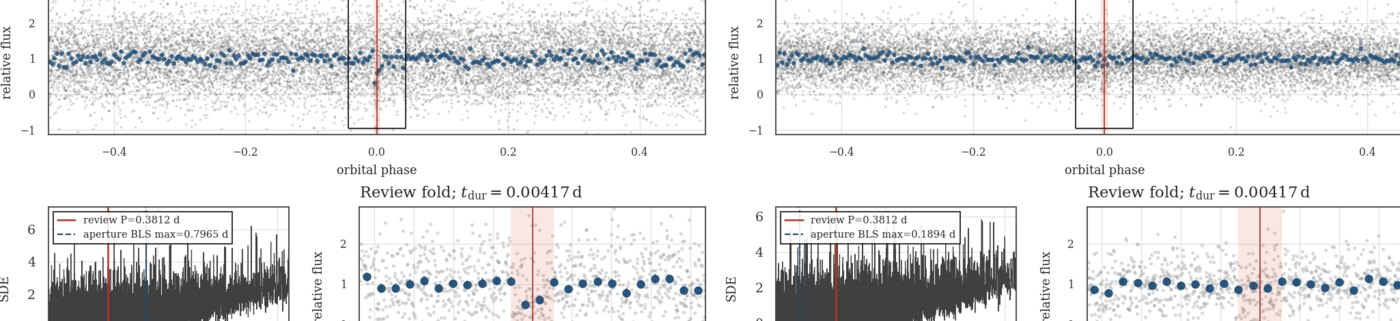 relative flux
2
1
0
−1
−0.4
−0.2
0.0
0.2
0.4
orbital phase
relative flux
2
1
0
−1
−0.4
−0.2
0.0
0.2
0.4
orbital phase
Review fold; tdur = 0.00417 d
Review fold; tdur = 0.00417 d
SDE
6
4
2
review P=0.3812 d
aperture BLS max=0.7965 d
relative flux
2
1
SDE
6
4
2
review P=0.3812 d
aperture BLS max=0.1894 d
relative flux
2
1